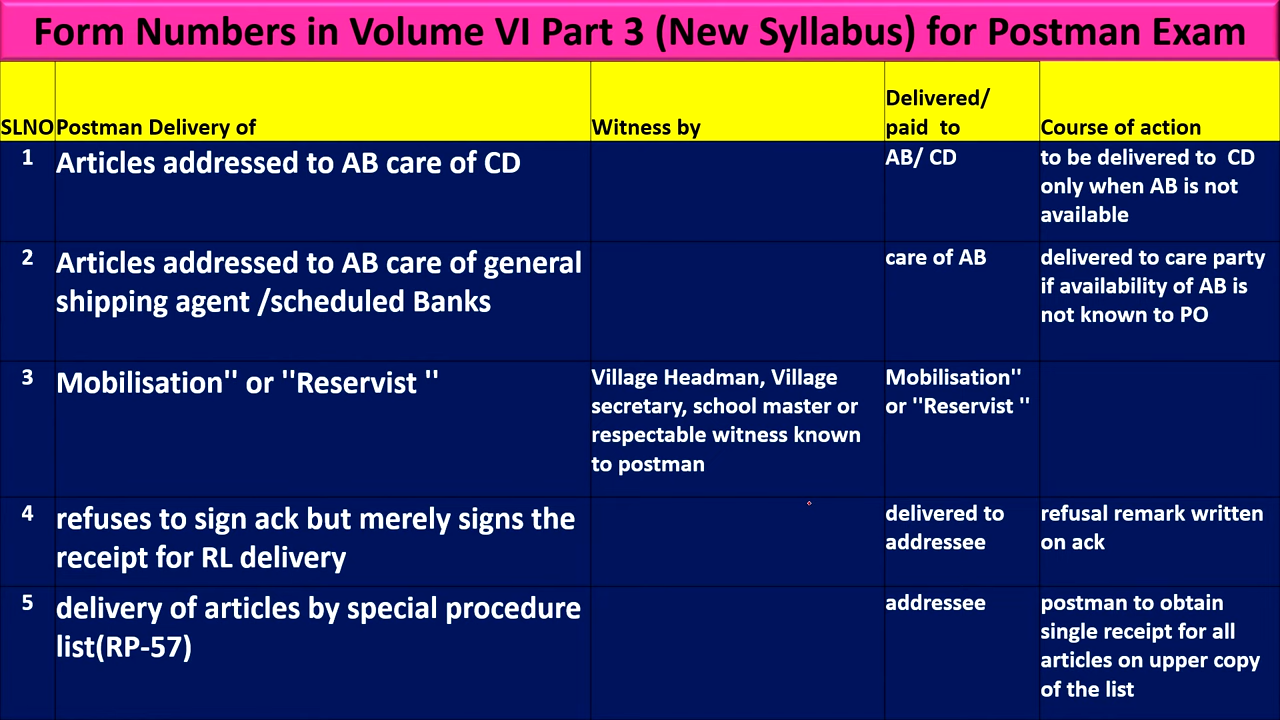 Form Numbers in Volume VI Part 3 (New Syllabus) for Postman Exam
SLNO Postman Delivery of Witness by Delivered/ paid to Course of action
1 Articles addressed to AB care of CD AB/ CD to be delivered to CD
only when AB is not
available
2 Articles addressed to AB care of general care of AB delivered to care party
shipping agent /scheduled Banks if availability of AB is
not known to PO
3 Mobilisation'' or ''Reservist '' Village Headman, Village Mobilisation''
secretary, school master or or ''Reservist ''
respectable witness known
to postman
4 refuses to sign ack but merely signs the delivered to refusal remark written
receipt for RL delivery addressee on ack
5 delivery of articles by special procedure addressee postman to obtain
list(RP-57) single receipt for all
articles on upper copy
of the list